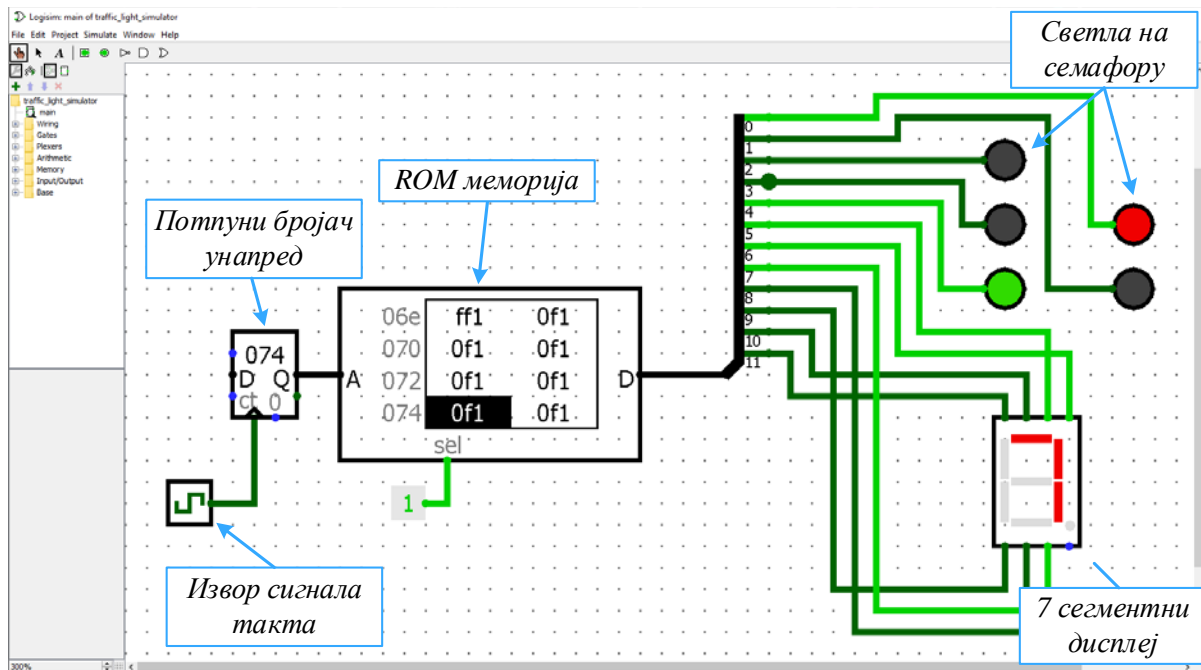 Logisim: main of traffic_light_simulator
File Edit Project Simulate Window Help
A
traffic_light_simulator
main
Wiring
Gates
Plexers
Arithmetic
Memory
Input/Output
Base
Светла на
семафору
ROM меморија
Потпуни бројач
унапред
0
1
2
3
4
5
6
7
8
9
10
11
06e ff1 0f1
070 0f1 0f1
072 0f1 0f1
074 0f1 0f1
A
D
sel
074
D Q
ct 0
1
Извор сигнала
такта
7 сегментни
дисплеј
300%